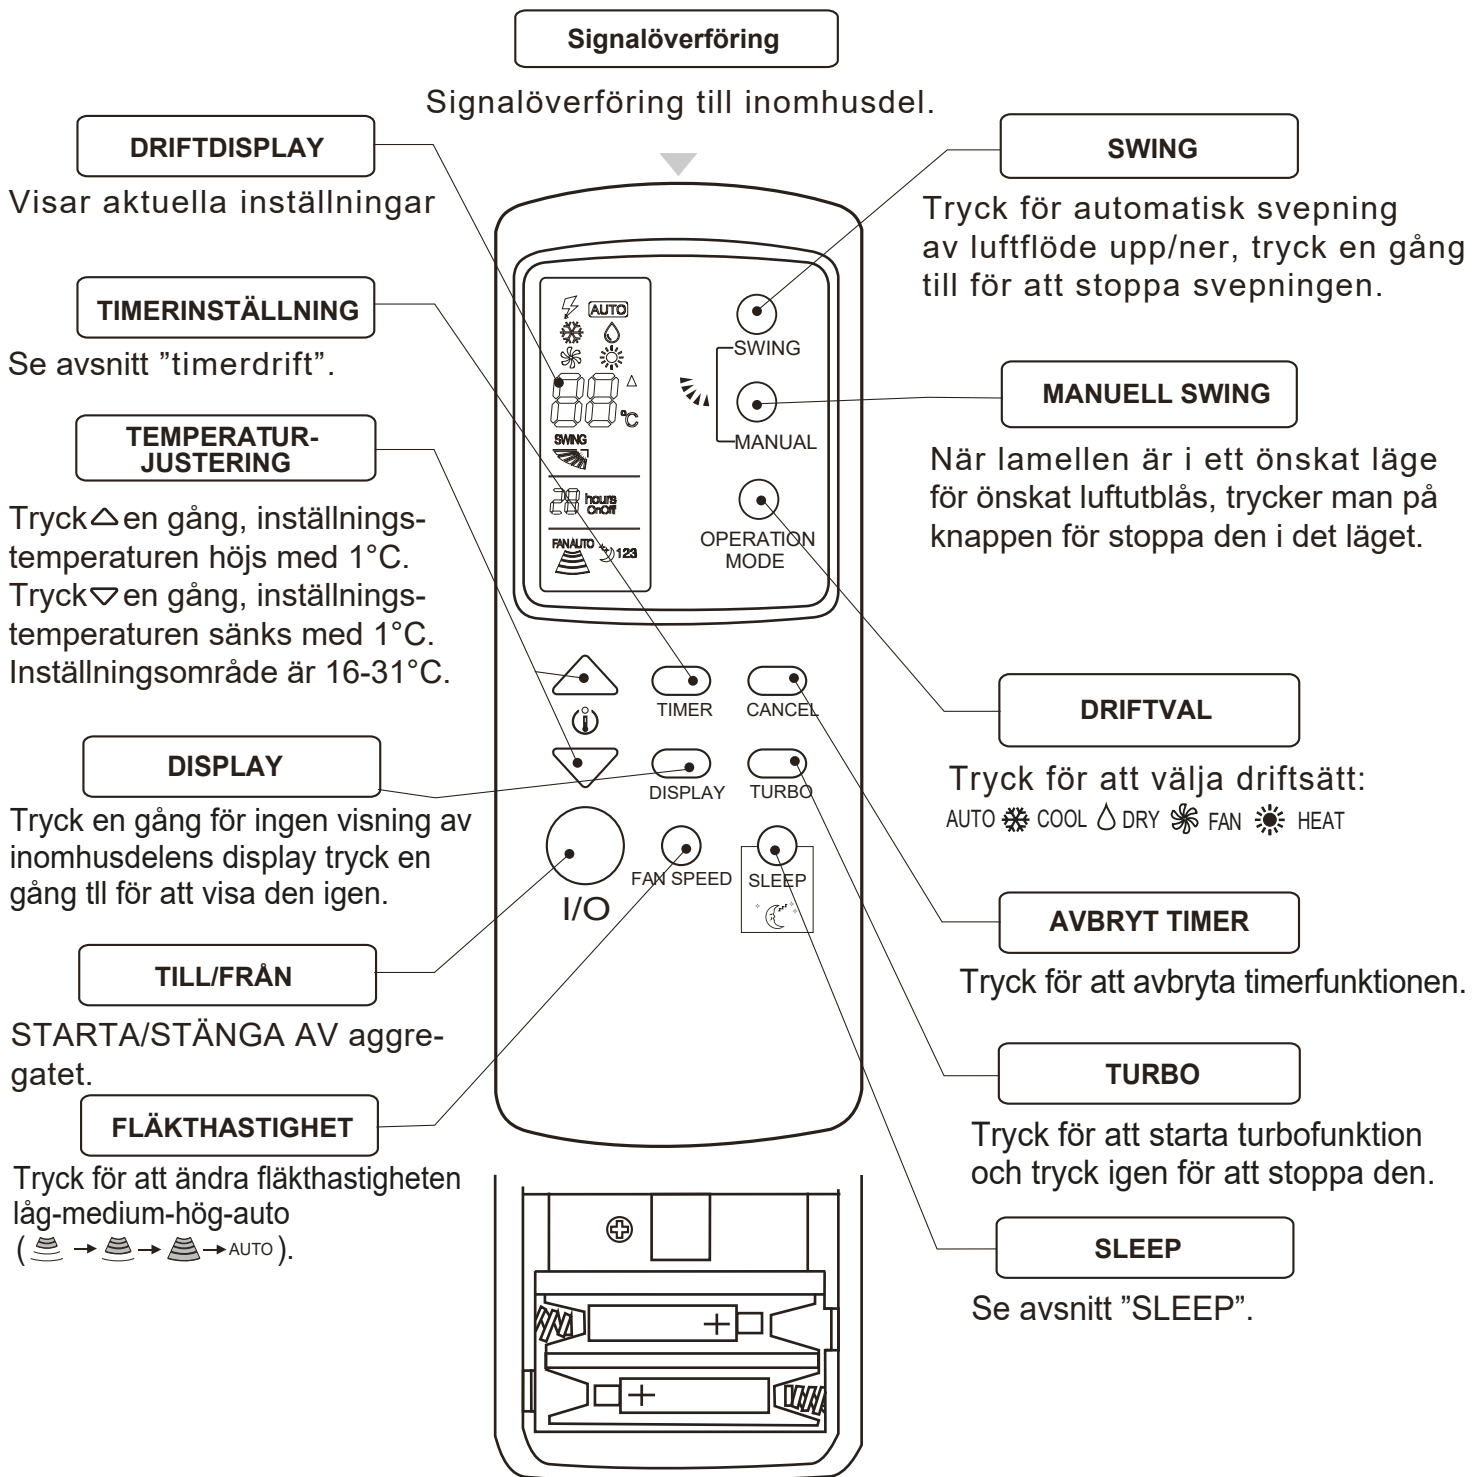 Signalöverföring
Signalöverföring till inomhusdel.
DRIFTDISPLAY
Visar aktuella inställningar
TIMERINSTÄLLNING
Se avsnitt ”timerdrift”.
TEMPERATUR-
JUSTERING
Tryck△en gång, inställnings-
temperaturen höjs med 1°C.
Tryck▽en gång, inställnings-
temperaturen sänks med 1°C.
Inställningsområde är 16-31°C.
DISPLAY
Tryck en gång för ingen visning av
inomhusdelens display tryck en
gång tll för att visa den igen.
TILL/FRÅN
STARTA/STÄNGA AV aggre-
gatet.
FLÄKTHASTIGHET
Tryck för att ändra fläkthastigheten
låg-medium-hög-auto
( → → →AUTO ).
AUTO
88 °C
SWING
28 hours
OnOff
FAN AUTO 123
SWING
MANUAL
OPERATION
MODE
TIMER CANCEL
DISPLAY TURBO
FAN SPEED SLEEP
I/O
+
+
SWING
Tryck för automatisk svepning
av luftflöde upp/ner, tryck en gång
till för att stoppa svepningen.
MANUELL SWING
När lamellen är i ett önskat läge
för önskat luftutblås, trycker man på
knappen för stoppa den i det läget.
DRIFTVAL
Tryck för att välja driftsätt:
AUTO COOL DRY FAN HEAT
AVBRYT TIMER
Tryck för att avbryta timerfunktionen.
TURBO
Tryck för att starta turbofunktion
och tryck igen för att stoppa den.
SLEEP
Se avsnitt ”SLEEP”.